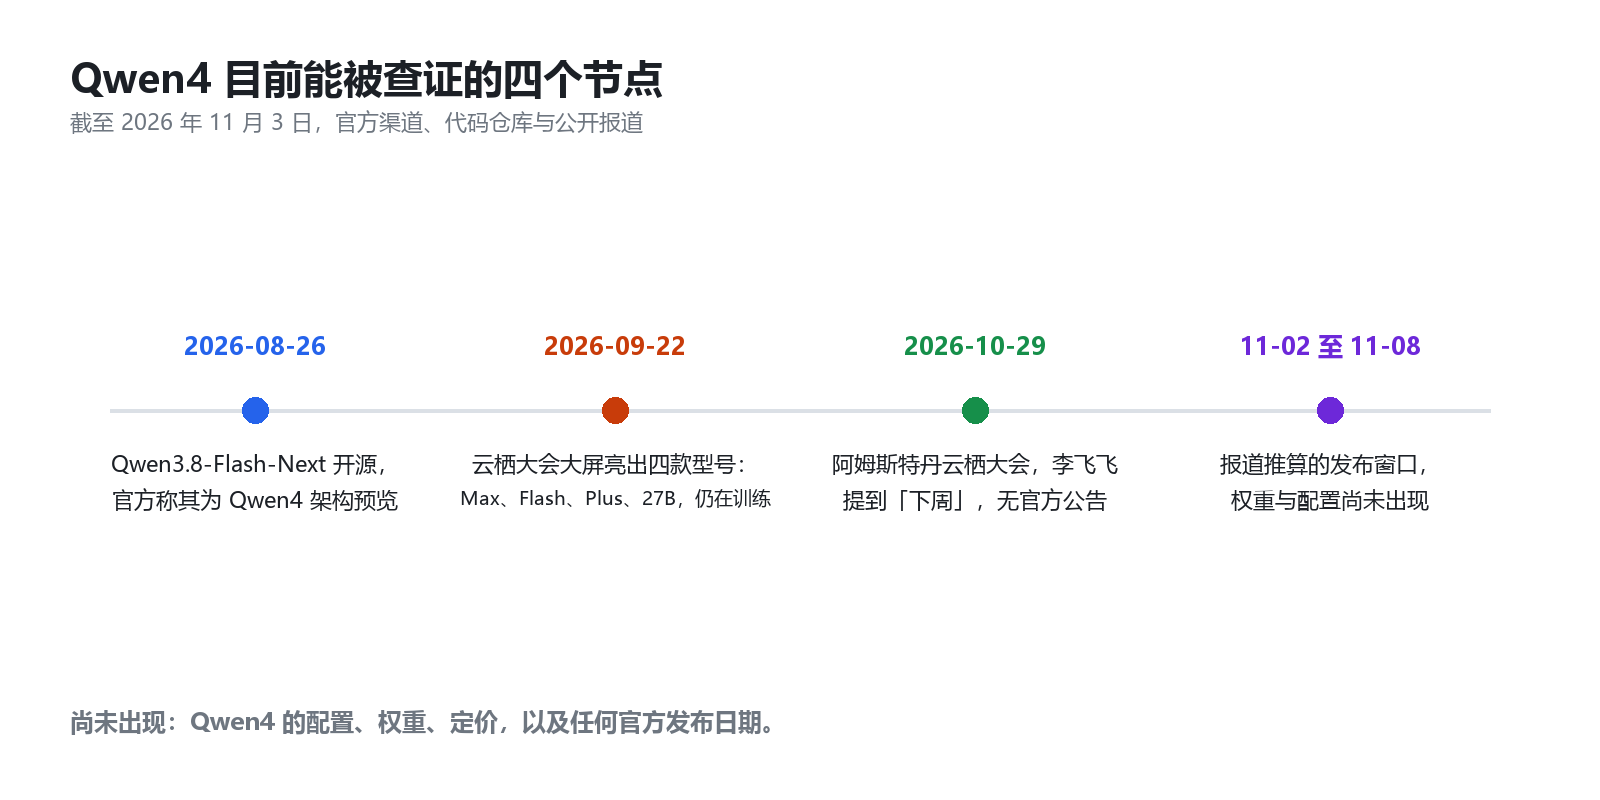 Qwen4 目前能被查证的四个节点
截至 2026 年 11 月 3 日，官方渠道、代码仓库与公开报道
2026-08-26
Qwen3.8-Flash-Next 开源，
官方称其为 Qwen4 架构预览
2026-09-22
云栖大会大屏亮出四款型号：
Max、Flash、Plus、27B，仍在训练
2026-10-29
阿姆斯特丹云栖大会，李飞飞
提到「下周」，无官方公告
11-02 至 11-08
报道推算的发布窗口，
权重与配置尚未出现
尚未出现：Qwen4 的配置、权重、定价，以及任何官方发布日期。